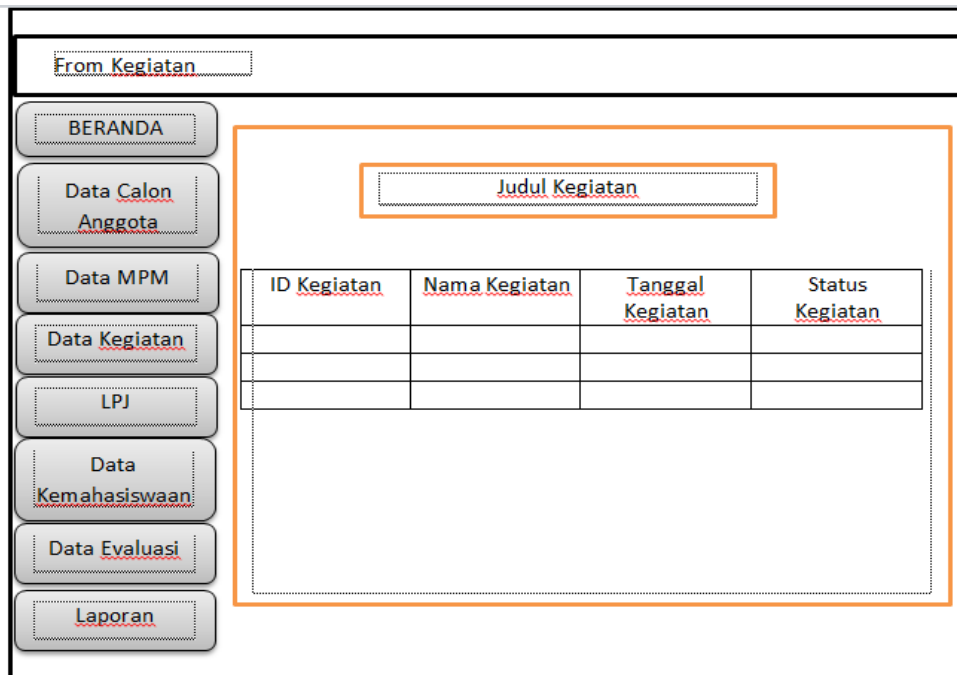 From Kegiatan
BERANDA
Data Calon
Anggota
Data MPM
Data Kegiatan
LPJ
Data
Kemahasiswaan
Data Evaluasi
Laporan
Judul Kegiatan
ID Kegiatan Nama Kegiatan Tanggal Status
Kegiatan Kegiatan